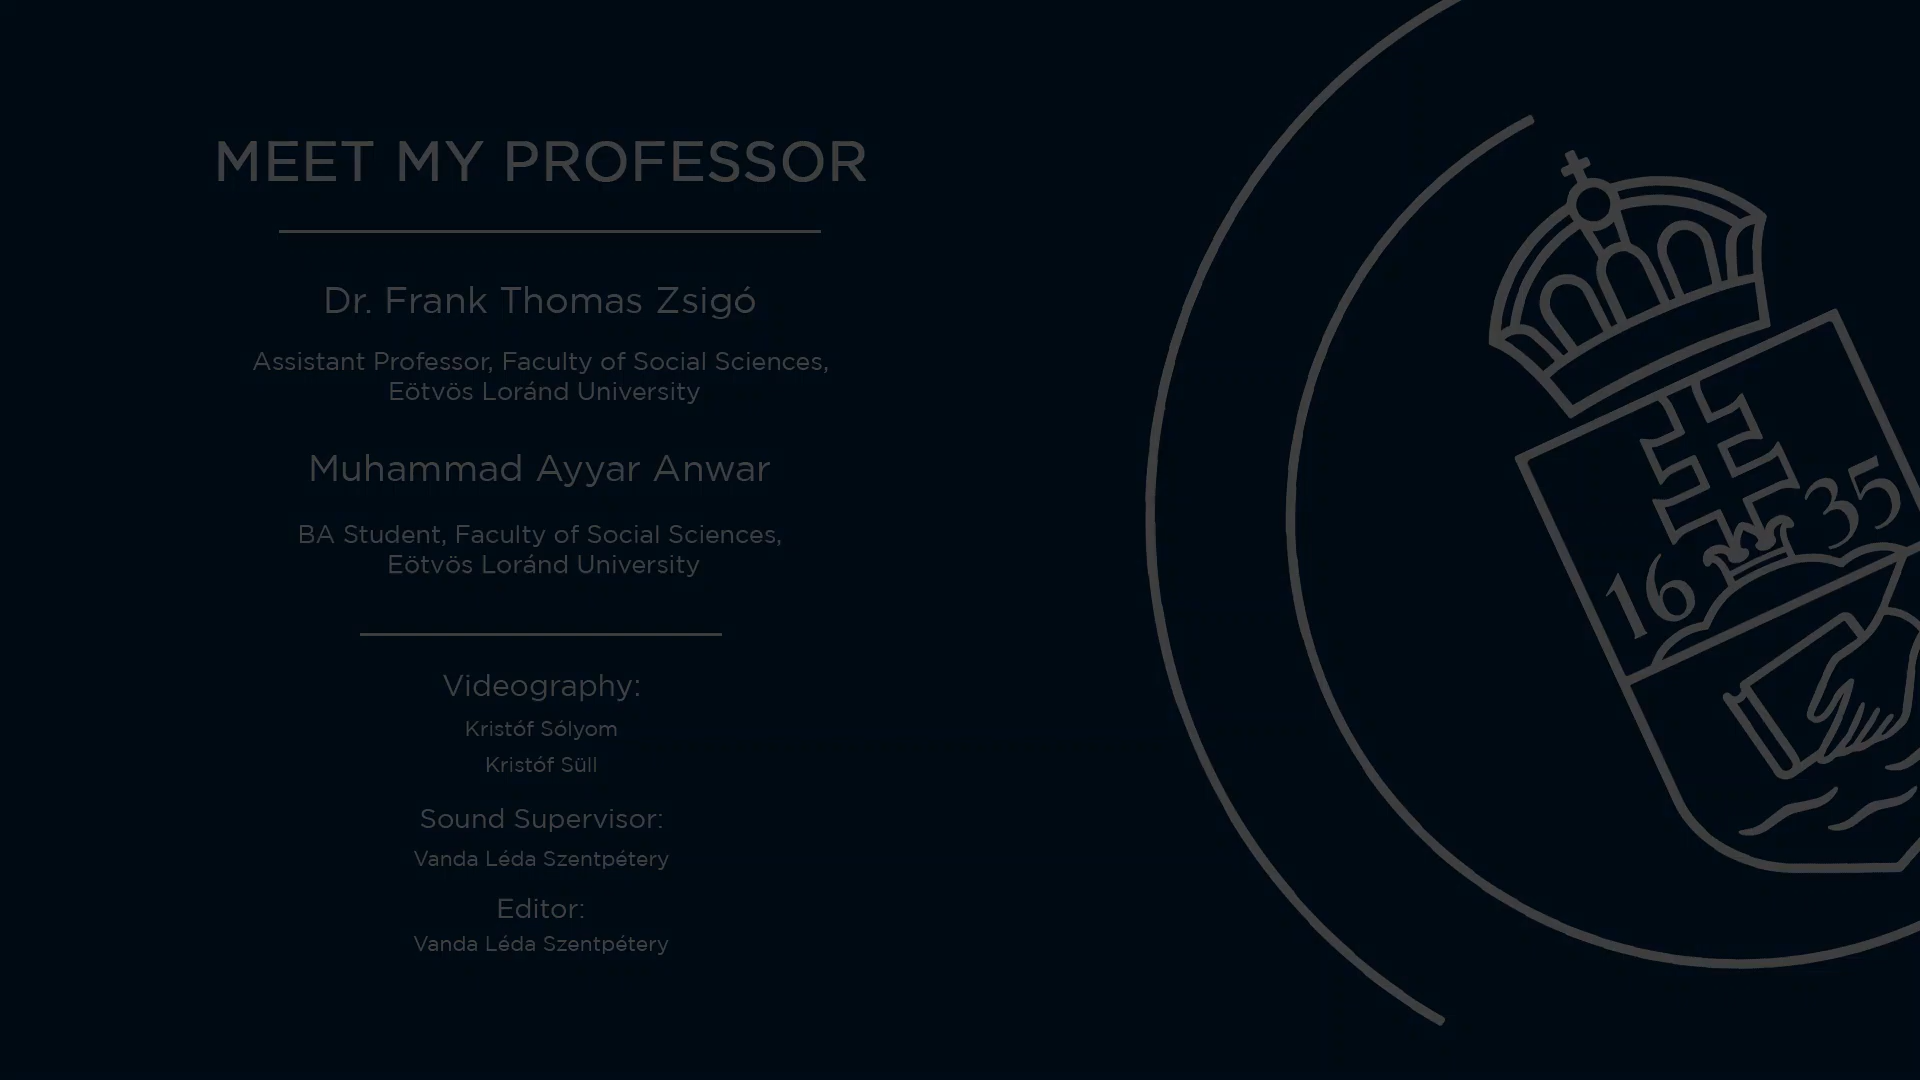 MEET MY PROFESSOR
Dr. Frank Thomas Zsigó
Assistant Professor, Faculty of Social Sciences,
Eötvös Loránd University
Muhammad Ayyar Anwar
BA Student, Faculty of Social Sciences,
Eötvös Loránd University
Videography:
Kristóf Sólyom
Kristóf Süll
Sound Supervisor:
Vanda Léda Szentpétery
Editor:
Vanda Léda Szentpétery
16 35